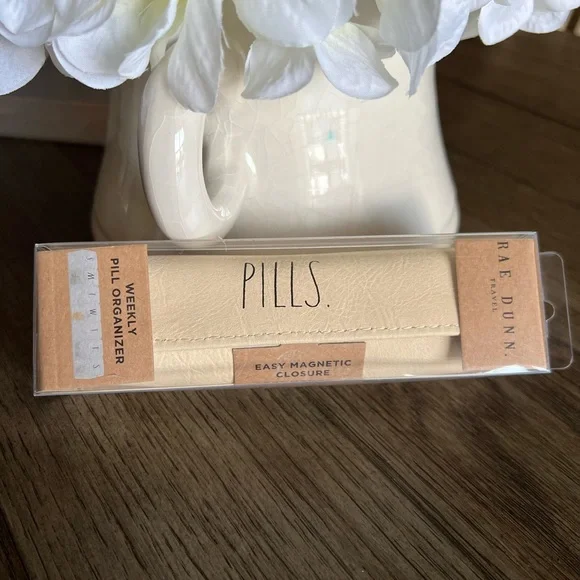 WEEKLY
PILL ORGANIZER
S M T W T F S
PILLS.
EASY MAGNETIC
CLOSURE
RAE DUNN.
TRAVEL